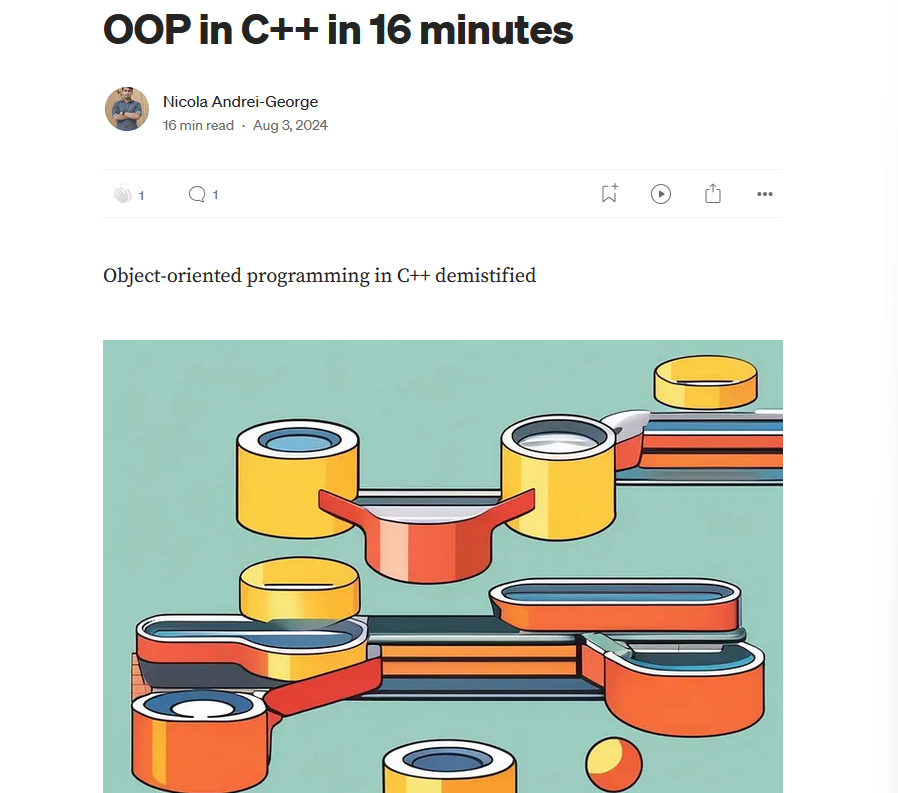 OOP in C++ in 16 minutes
Nicola Andrei-George
16 min read · Aug 3, 2024
1 1
Object-oriented programming in C++ demistified